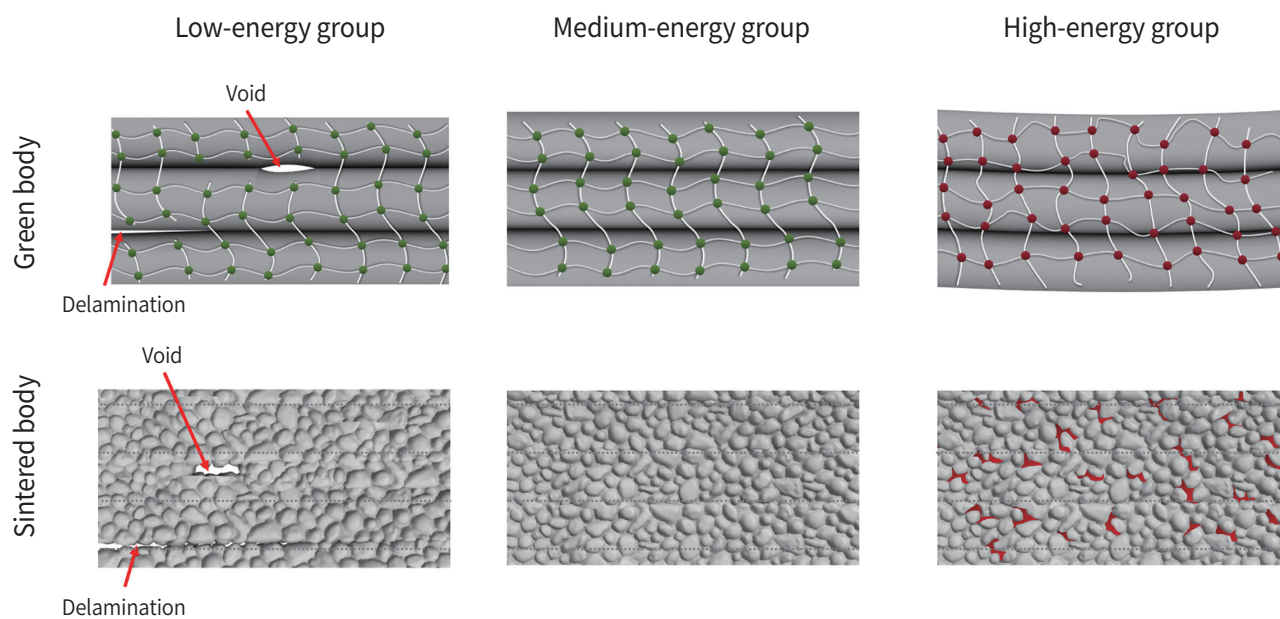 Low-energy group
Medium-energy group
High-energy group
Green body
Void
Delamination
Sintered body
Void
Delamination